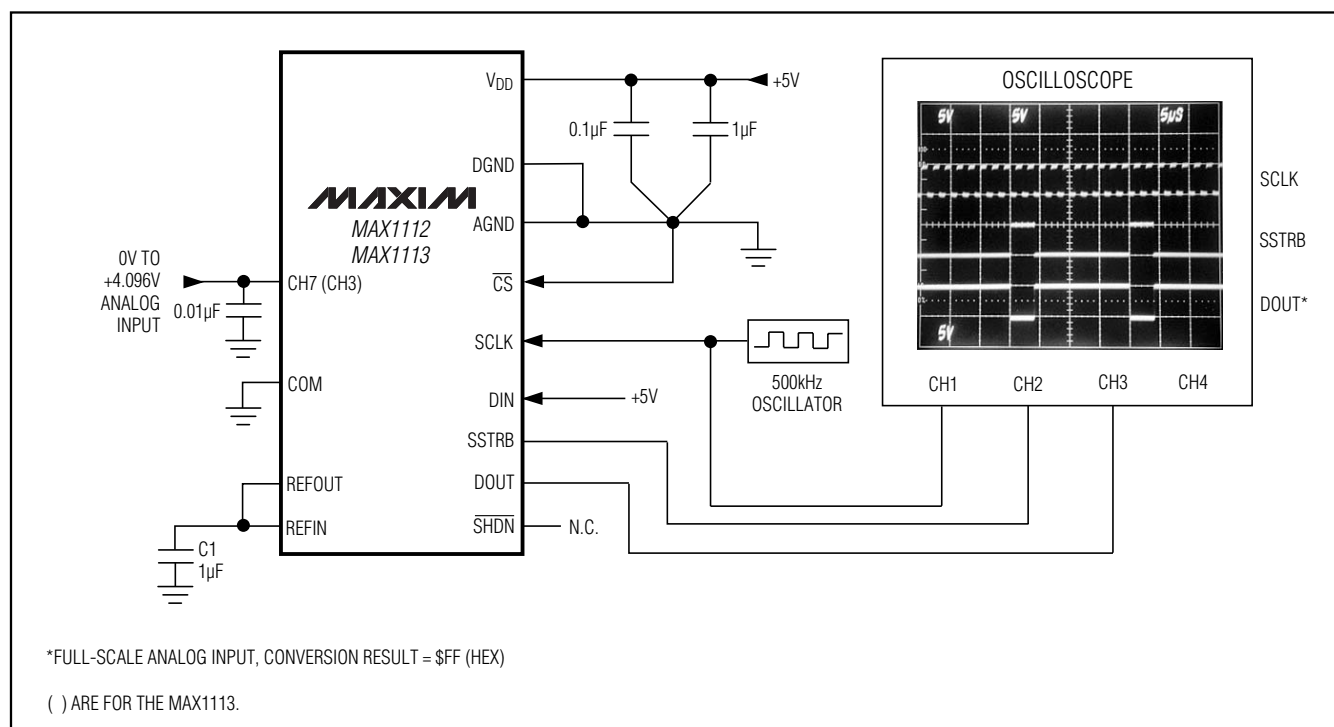 OSCILLOSCOPE
5V 5V 5µS
5V
SCLK
SSTRB
DOUT*
CH1 CH2 CH3 CH4
VDD
+5V
0.1µF
1µF
DGND
MAXIM
MAX1112
MAX1113
AGND
CS
0V TO
+4.096V
ANALOG
INPUT
0.01µF
CH7 (CH3)
SCLK
500kHz
OSCILLATOR
COM
DIN
+5V
SSTRB
REFOUT
DOUT
REFIN
SHDN
N.C.
C1
1µF
*FULL-SCALE ANALOG INPUT, CONVERSION RESULT = $FF (HEX)
( ) ARE FOR THE MAX1113.